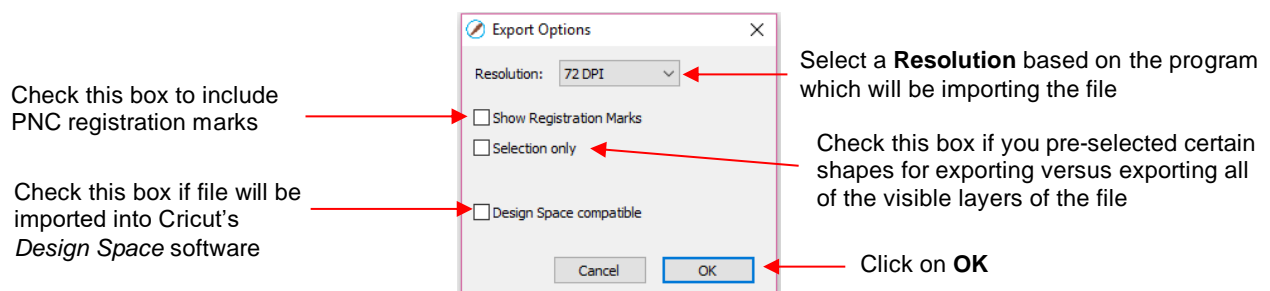 Export Options
Resolution: 72 DPI
Show Registration Marks
Selection only
Design Space compatible
Cancel OK
Check this box to include
PNC registration marks
Check this box if file will be
imported into Cricut's
Design Space software
Select a Resolution based on the program
which will be importing the file
Check this box if you pre-selected certain
shapes for exporting versus exporting all
of the visible layers of the file
Click on OK